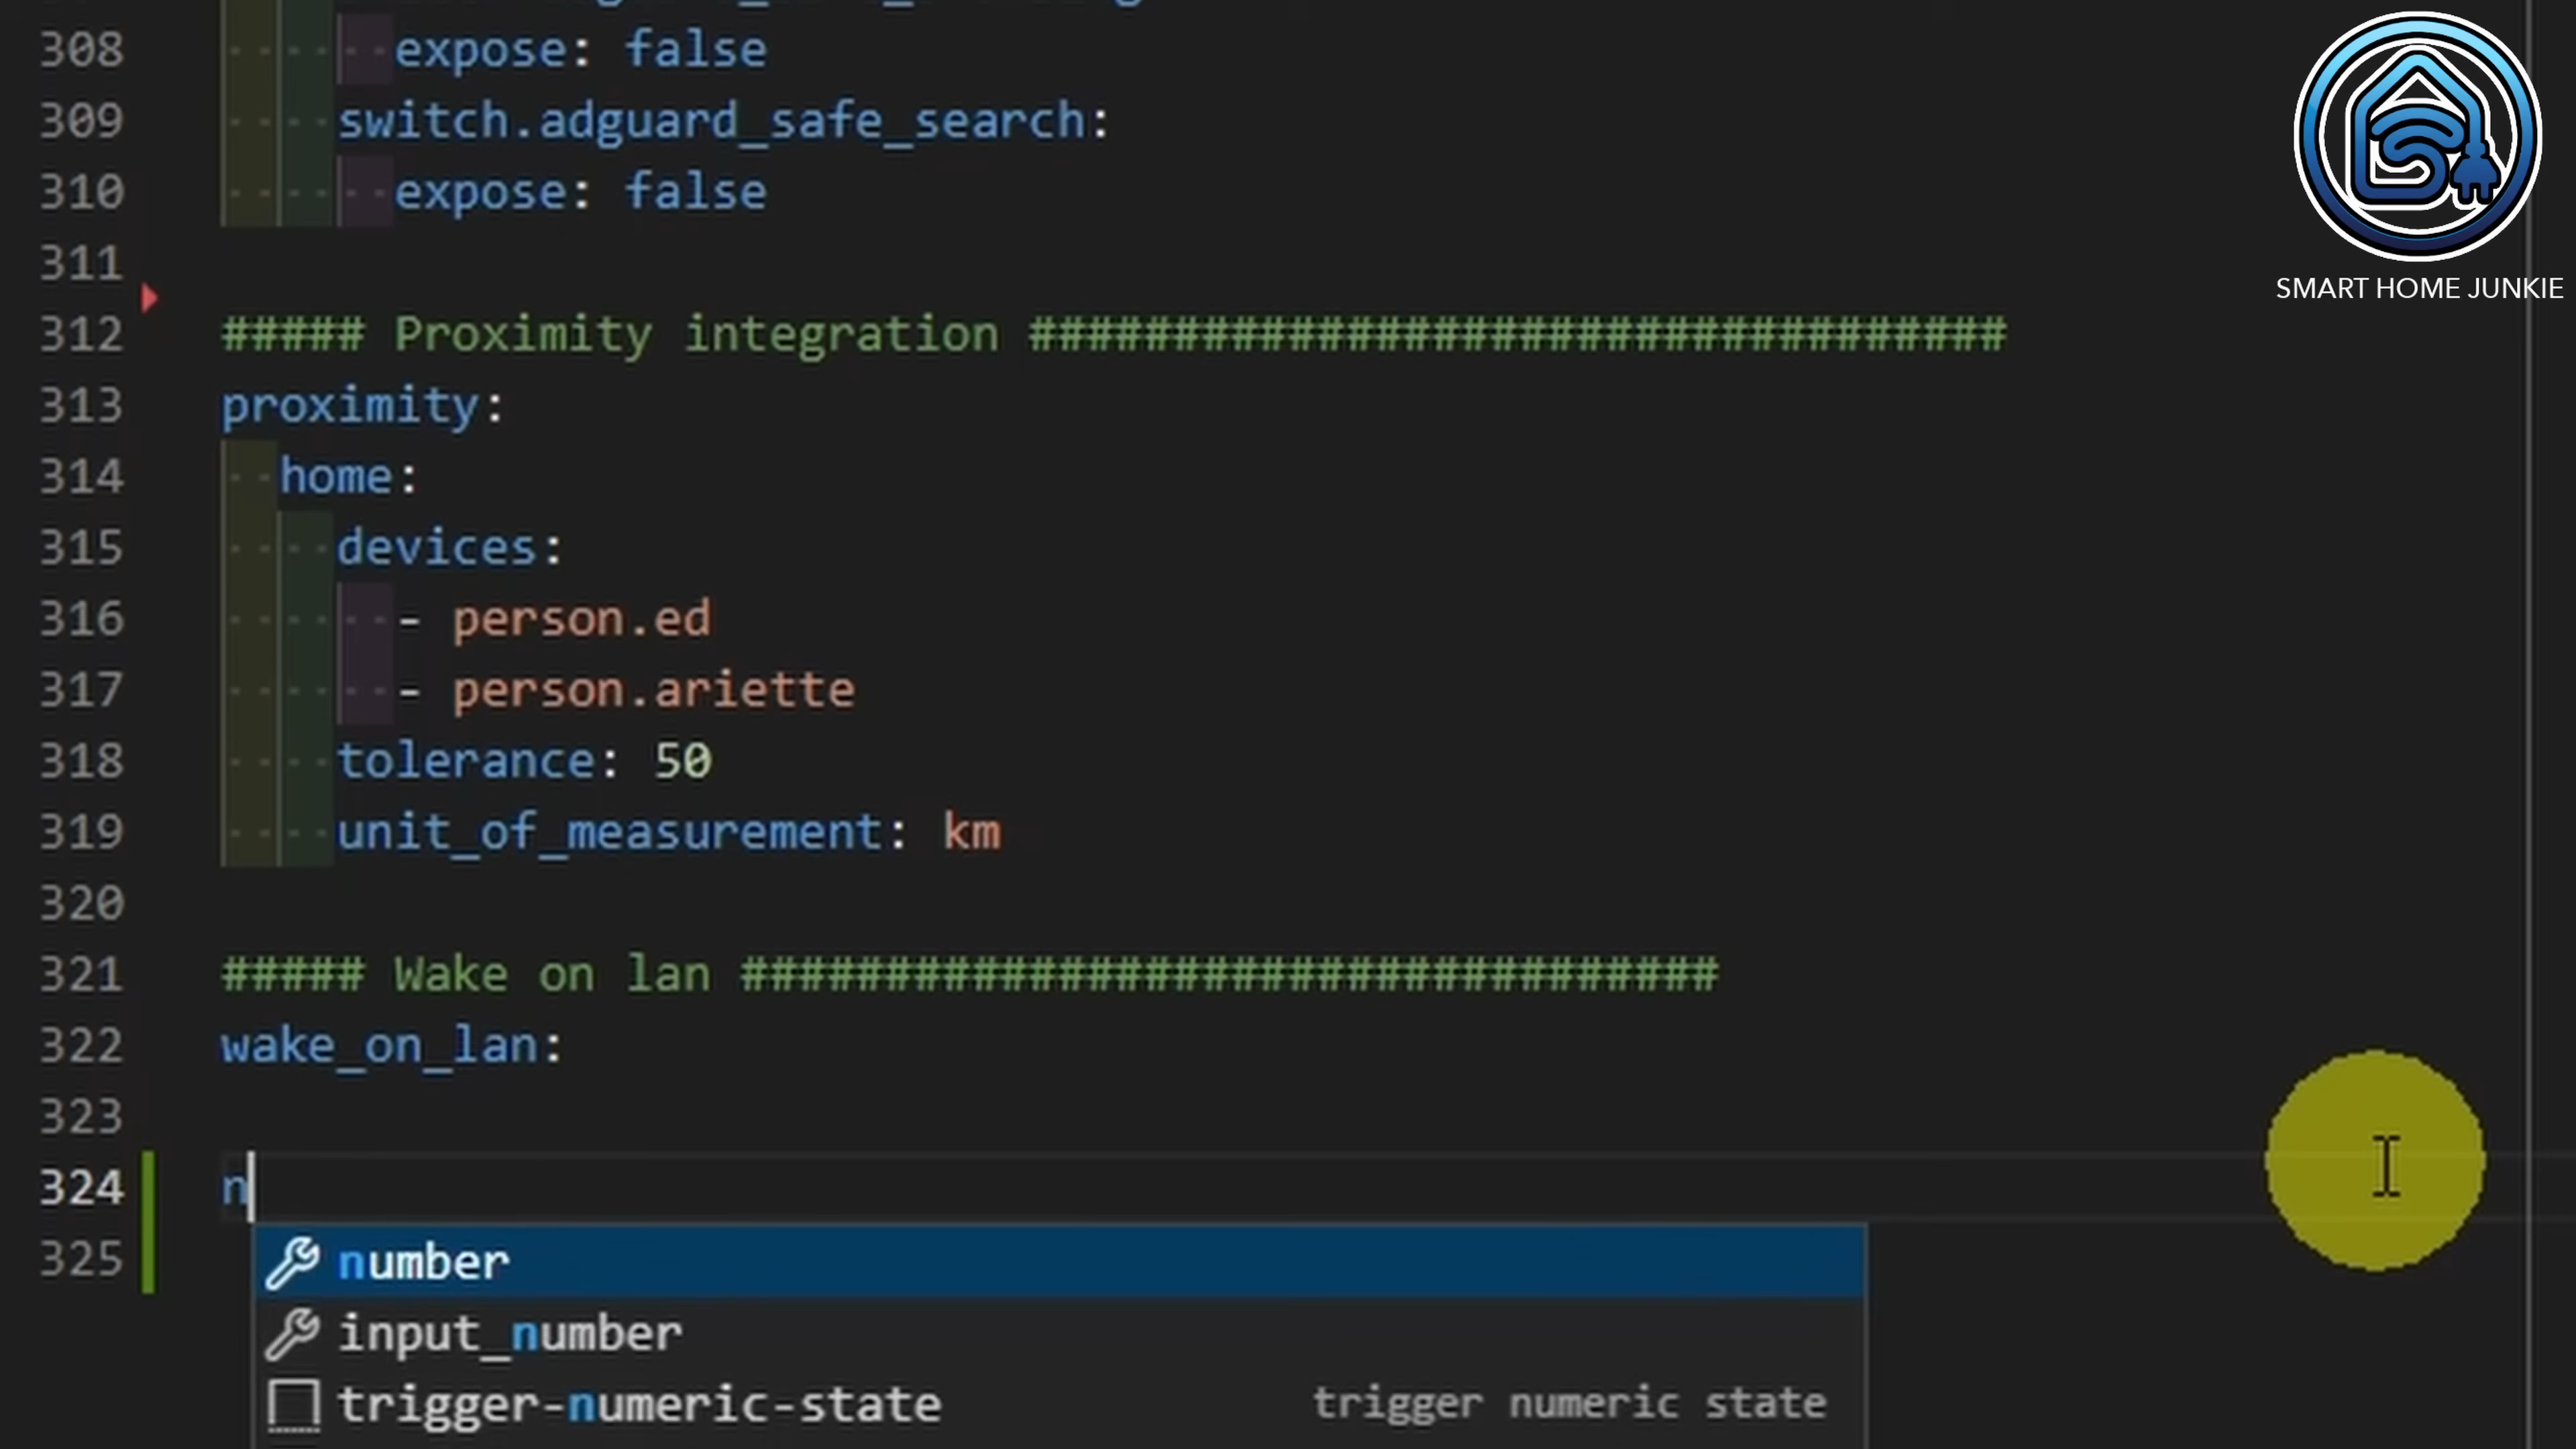 308 expose: false
309 switch.adguard_safe_search:
310 expose: false
311
312 ##### Proximity integration ##################################
313 proximity:
314 home:
315 devices:
316 - person.ed
317 - person.ariette
318 tolerance: 50
319 unit_of_measurement: km
320
321 ##### Wake on lan ##################################
322 wake_on_lan:
323
324 n
325
number
input_number
trigger-numeric-state trigger numeric state
SMART HOME JUNKIE